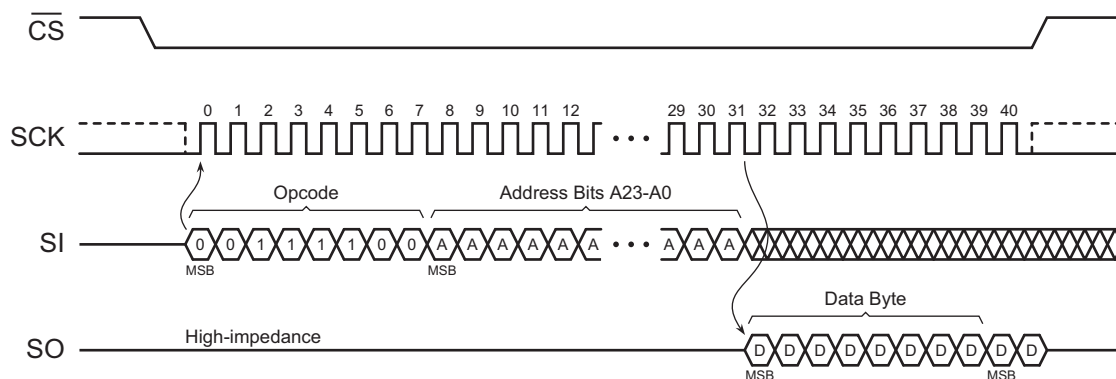 CS
0 1 2 3 4 5 6 7 8 9 10 11 12 29 30 31 32 33 34 35 36 37 38 39 40
SCK
Opcode Address Bits A23-A0
SI 0 0 1 1 1 1 0 0 A A A A A A A A A
MSB MSB
Data Byte
High-impedance
SO D D D D D D D D D D
MSB MSB